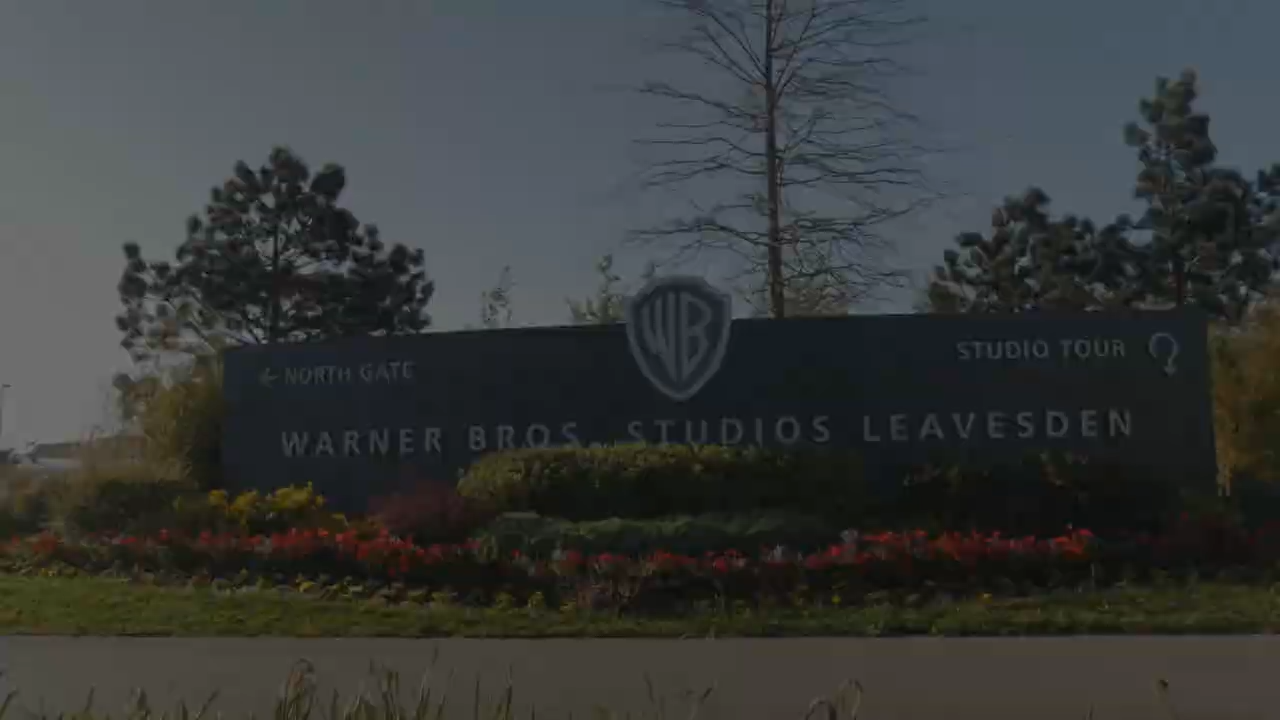 WB
← NORTH GATE
STUDIO TOUR
WARNER BROS. STUDIOS LEAVESDEN